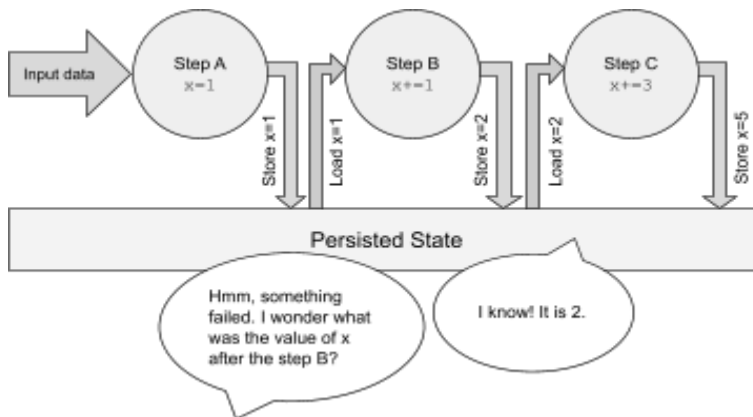 Input data
Step A
x=1
Store x=1
Load x=1
Step B
x+=1
Store x=2
Load x=2
Step C
x+=3
Store x=5
Persisted State
Hmm, something
failed. I wonder what
was the value of x
after the step B?
I know! It is 2.